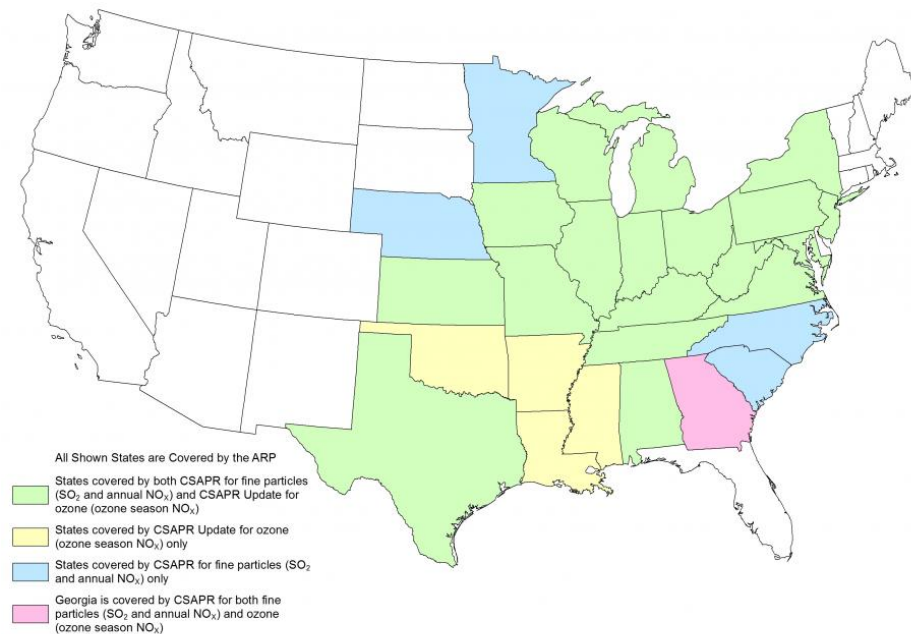 All Shown States are Covered by the ARP
States covered by both CSAPR for fine particles
(SO₂ and annual NOₓ) and CSAPR Update for
ozone (ozone season NOₓ)
States covered by CSAPR Update for ozone
(ozone season NOₓ) only
States covered by CSAPR for fine particles (SO₂
and annual NOₓ) only
Georgia is covered by CSAPR for both fine
particles (SO₂ and annual NOₓ) and ozone
(ozone season NOₓ)